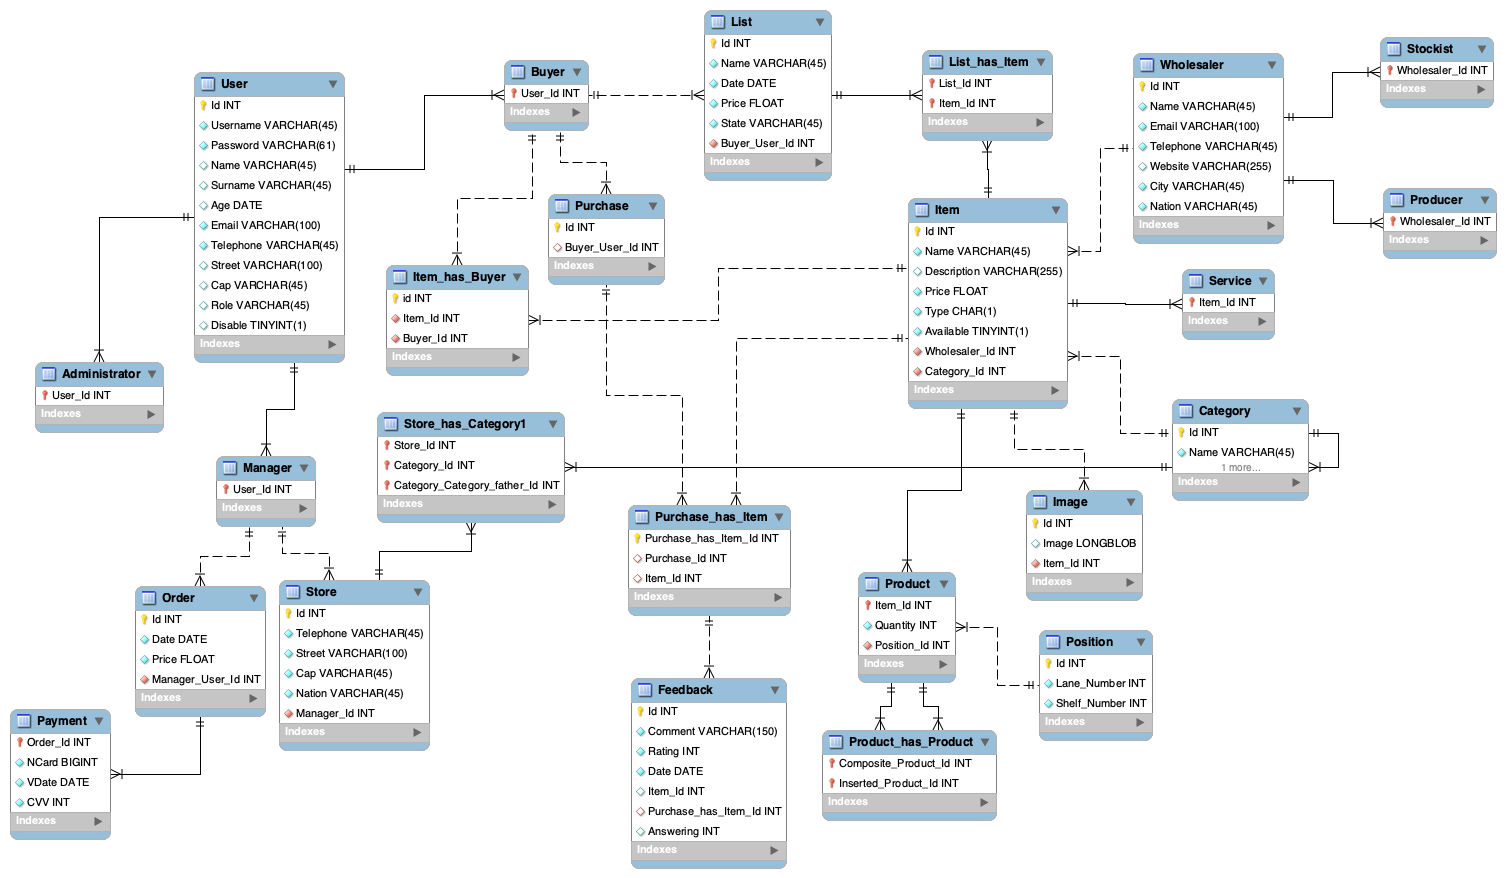 List
Id INT
Name VARCHAR(45)
Date DATE
Price FLOAT
State VARCHAR(45)
Buyer_User_Id INT
Indexes
Buyer
User_Id INT
Indexes
List_has_Item
List_Id INT
Item_Id INT
Indexes
Wholesaler
Id INT
Name VARCHAR(45)
Email VARCHAR(100)
Telephone VARCHAR(45)
Website VARCHAR(255)
City VARCHAR(45)
Nation VARCHAR(45)
Indexes
Stockist
Wholesaler_Id INT
Indexes
User
Id INT
Username VARCHAR(45)
Password VARCHAR(61)
Name VARCHAR(45)
Surname VARCHAR(45)
Age DATE
Email VARCHAR(100)
Telephone VARCHAR(45)
Street VARCHAR(100)
Cap VARCHAR(45)
Role VARCHAR(45)
Disable TINYINT(1)
Indexes
Purchase
Id INT
Buyer_User_Id INT
Indexes
Item
Id INT
Name VARCHAR(45)
Description VARCHAR(255)
Price FLOAT
Type CHAR(1)
Available TINYINT(1)
Wholesaler_Id INT
Category_Id INT
Indexes
Producer
Wholesaler_Id INT
Indexes
Item_has_Buyer
id INT
Item_Id INT
Buyer_Id INT
Indexes
Service
Item_Id INT
Indexes
Administrator
User_Id INT
Indexes
Store_has_Category1
Store_Id INT
Category_Id INT
Category_Category_father_Id INT
Indexes
Category
Id INT
Name VARCHAR(45)
1 more...
Indexes
Manager
User_Id INT
Indexes
Purchase_has_Item
Purchase_has_Item_Id INT
Purchase_Id INT
Item_Id INT
Indexes
Image
Id INT
Image LONGBLOB
Item_Id INT
Indexes
Order
Id INT
Date DATE
Price FLOAT
Manager_User_Id INT
Indexes
Store
Id INT
Telephone VARCHAR(45)
Street VARCHAR(100)
Cap VARCHAR(45)
Nation VARCHAR(45)
Manager_Id INT
Indexes
Product
Item_Id INT
Quantity INT
Position_Id INT
Indexes
Position
Id INT
Lane_Number INT
Shelf_Number INT
Indexes
Payment
Order_Id INT
NCard BIGINT
VDate DATE
CVV INT
Indexes
Feedback
Id INT
Comment VARCHAR(150)
Rating INT
Date DATE
Item_Id INT
Purchase_has_Item_Id INT
Answering INT
Indexes
Product_has_Product
Composite_Product_Id INT
Inserted_Product_Id INT
Indexes